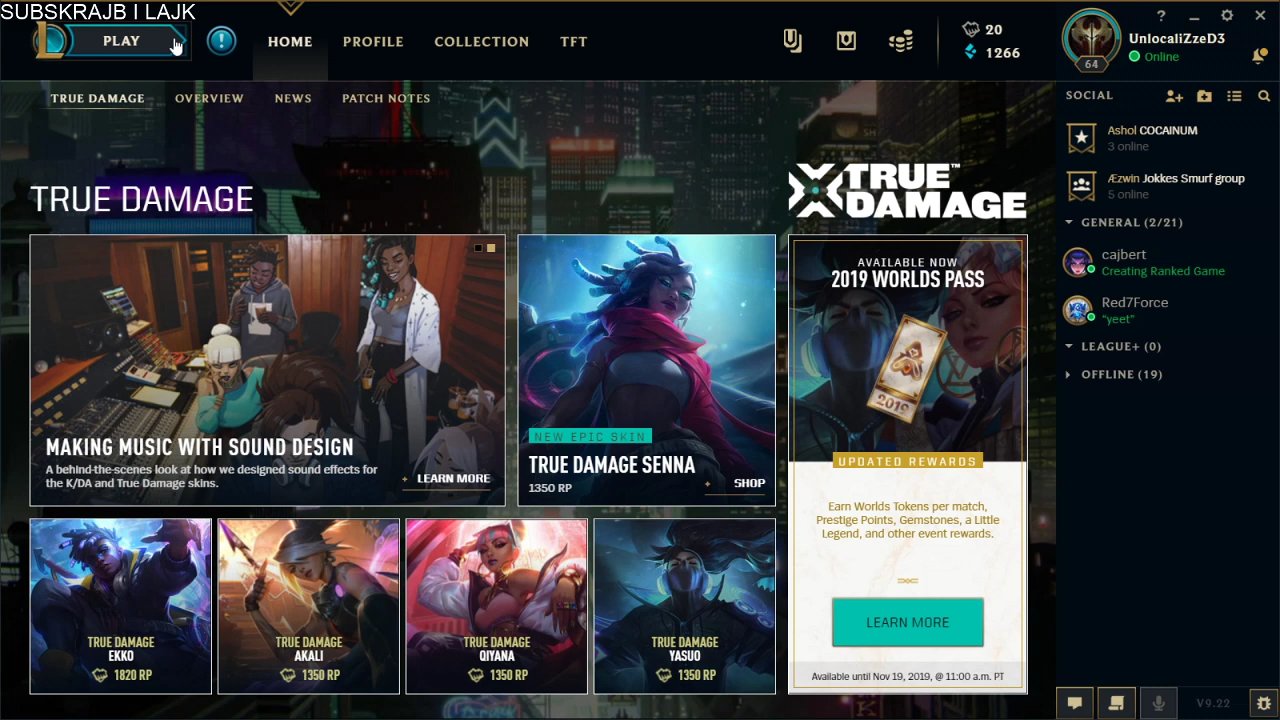 SUBSKRAJB I LAJK
PLAY
HOME
PROFILE
COLLECTION
TFT
20
1266
?
64
UnlocaliZzeD3
Online
TRUE DAMAGE
OVERVIEW
NEWS
PATCH NOTES
SOCIAL
Ashol COCAINUM
3 online
Æzwin Jokkes Smurf group
5 online
GENERAL (2/21)
cajbert
Creating Ranked Game
Red7Force
"yeet"
LEAGUE+ (0)
OFFLINE (19)
TRUE DAMAGE
TRUE™
DAMAGE
MAKING MUSIC WITH SOUND DESIGN
A behind-the-scenes look at how we designed sound effects for
the K/DA and True Damage skins.
LEARN MORE
NEW EPIC SKIN
TRUE DAMAGE SENNA
1350 RP
SHOP
AVAILABLE NOW
2019 WORLDS PASS
2019
UPDATED REWARDS
Earn Worlds Tokens per match,
Prestige Points, Gemstones, a Little
Legend, and other event rewards.
LEARN MORE
Available until Nov 19, 2019, @ 11:00 a.m. PT
TRUE DAMAGE
EKKO
1820 RP
TRUE DAMAGE
AKALI
1350 RP
TRUE DAMAGE
QIYANA
1350 RP
TRUE DAMAGE
YASUO
1350 RP
V9.22